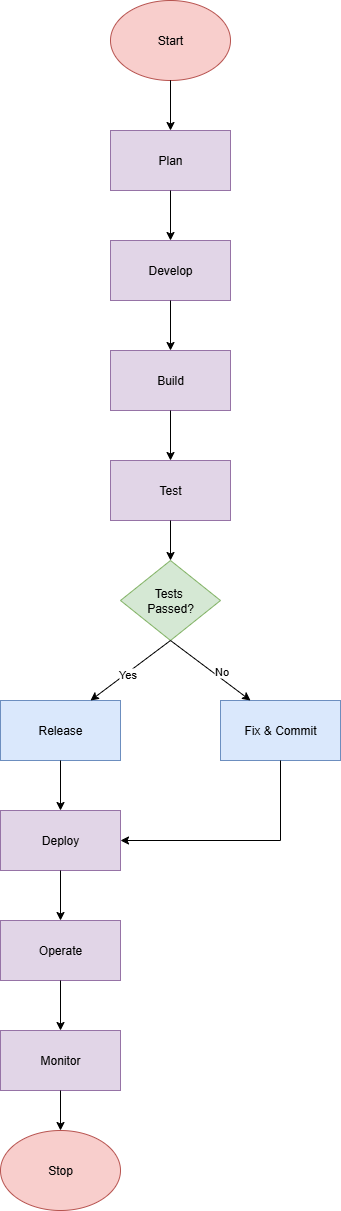 Start
Plan
Develop
Build
Test
Tests
Passed?
Yes
No
Release
Fix & Commit
Deploy
Operate
Monitor
Stop